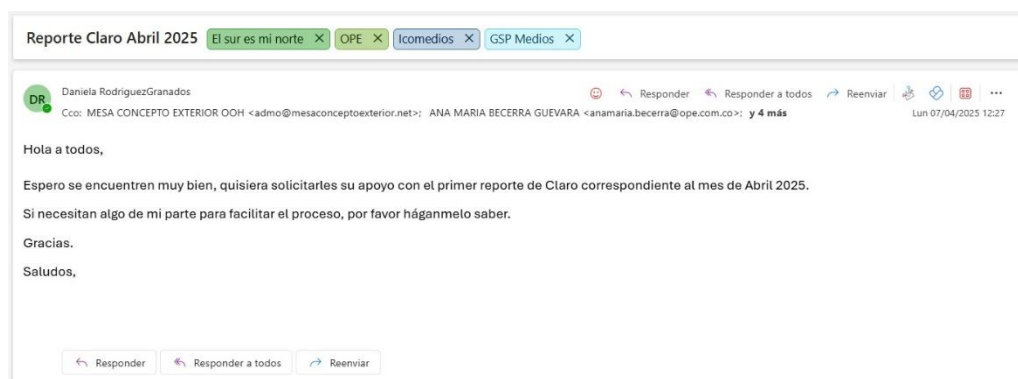 Reporte Claro Abril 2025 El sur es mi norte × OPE × Icomedios × GSP Medios ×
DR Daniela RodriguezGranados Responder Responder a todos Reenviar ...
Cco: MESA CONCEPTO EXTERIOR OOH <admo@mesaconceptoexterior.net>; ANA MARIA BECERRA GUEVARA <anamaria.becerra@ope.com.co>; y 4 más Lun 07/04/2025 12:27
Hola a todos,
Espero se encuentren muy bien, quisiera solicitarles su apoyo con el primer reporte de Claro correspondiente al mes de Abril 2025.
Si necesitan algo de mi parte para facilitar el proceso, por favor háganmelo saber.
Gracias.
Saludos,
Responder Responder a todos Reenviar